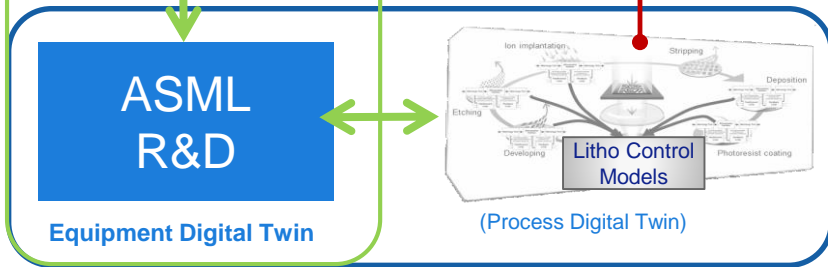 ASML
R&D
Equipment Digital Twin
Ion implantation
Stripping
Deposition
Etching
Developing
Photoresist coating
Litho Control
Models
(Process Digital Twin)